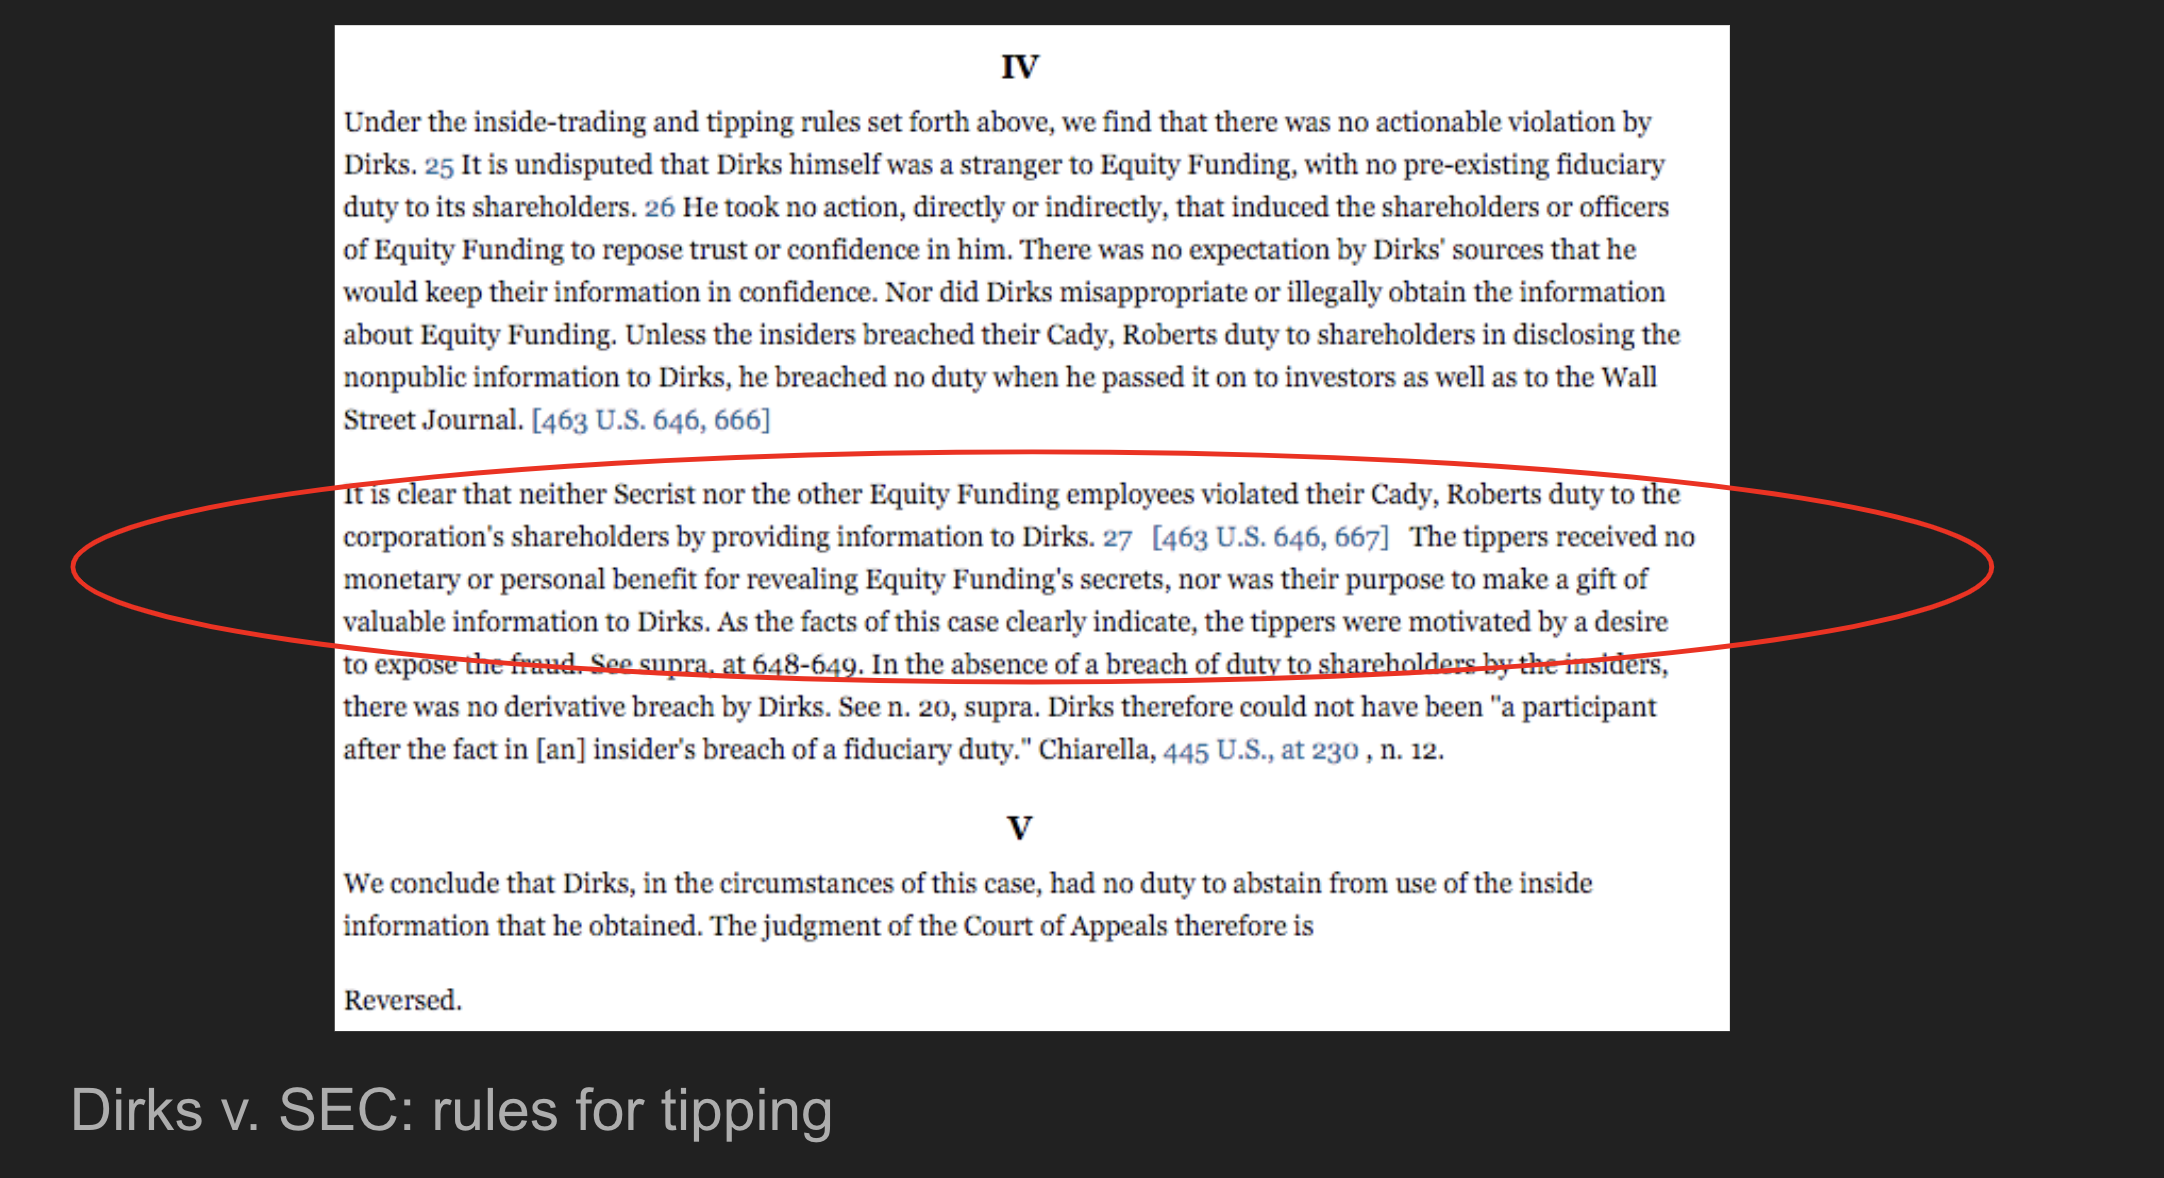 IV
Under the inside-trading and tipping rules set forth above, we find that there was no actionable violation by
Dirks. 25 It is undisputed that Dirks himself was a stranger to Equity Funding, with no pre-existing fiduciary
duty to its shareholders. 26 He took no action, directly or indirectly, that induced the shareholders or officers
of Equity Funding to repose trust or confidence in him. There was no expectation by Dirks' sources that he
would keep their information in confidence. Nor did Dirks misappropriate or illegally obtain the information
about Equity Funding. Unless the insiders breached their Cady, Roberts duty to shareholders in disclosing the
nonpublic information to Dirks, he breached no duty when he passed it on to investors as well as to the Wall
Street Journal. [463 U.S. 646, 666]
It is clear that neither Secrist nor the other Equity Funding employees violated their Cady, Roberts duty to the
corporation's shareholders by providing information to Dirks. 27 [463 U.S. 646, 667] The tippers received no
monetary or personal benefit for revealing Equity Funding's secrets, nor was their purpose to make a gift of
valuable information to Dirks. As the facts of this case clearly indicate, the tippers were motivated by a desire
to expose the fraud. See supra, at 648-649. In the absence of a breach of duty to shareholders by the insiders,
there was no derivative breach by Dirks. See n. 20, supra. Dirks therefore could not have been "a participant
after the fact in [an] insider's breach of a fiduciary duty." Chiarella, 445 U.S., at 230 , n. 12.
V
We conclude that Dirks, in the circumstances of this case, had no duty to abstain from use of the inside
information that he obtained. The judgment of the Court of Appeals therefore is
Reversed.
Dirks v. SEC: rules for tipping